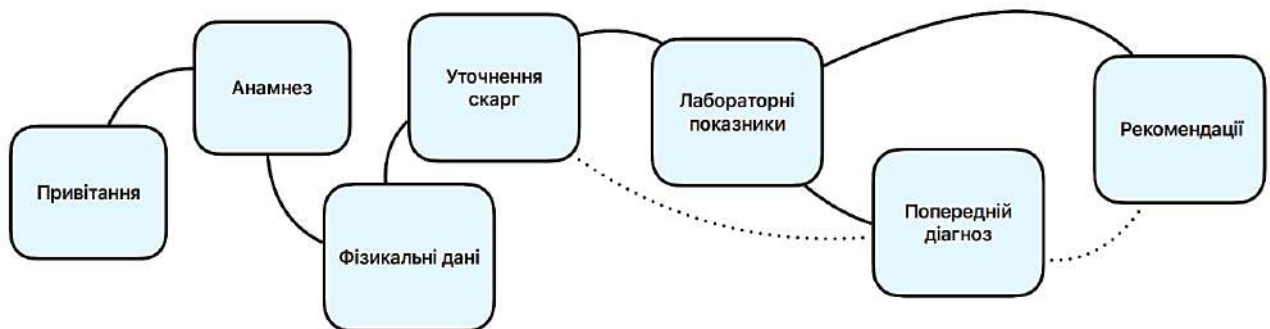 Привітання
Анамнез
Фізикальні дані
Уточнення
скарг
Лабораторні
показники
Попередній
діагноз
Рекомендації